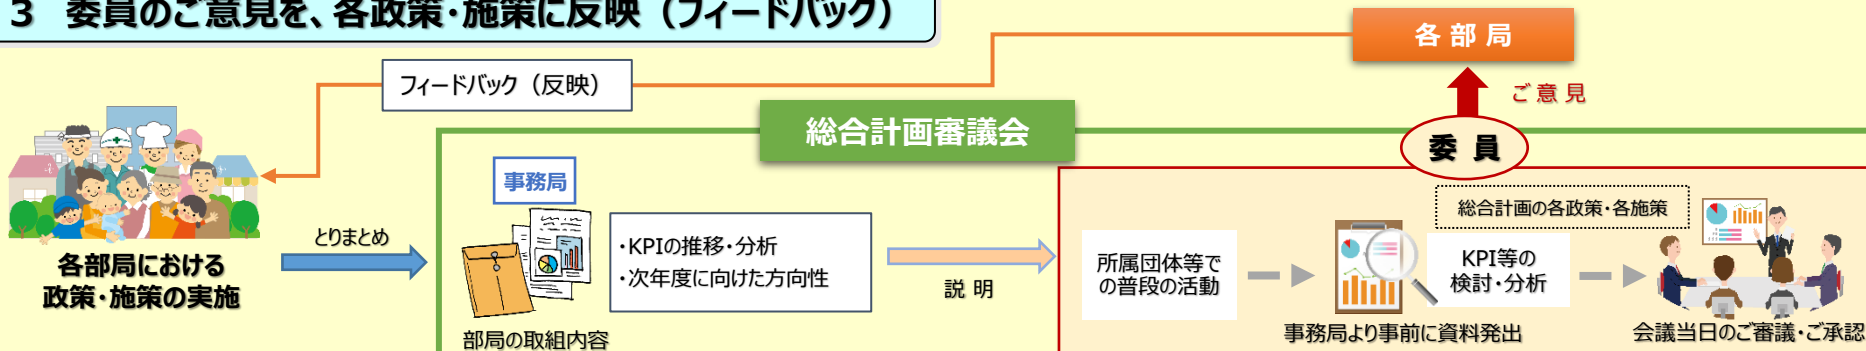 3 委員のご意見を、各政策・施策に反映（フィードバック）
各部局
フィードバック（反映）
ご意見
総合計画審議会
委員
事務局
総合計画の各政策・各施策
とりまとめ
・KPIの推移・分析
・次年度に向けた方向性
説明
所属団体等で
の普段の活動
KPI等の
検討・分析
各部局における
政策・施策の実施
部局の取組内容
事務局より事前に資料発出
会議当日のご審議・ご承認